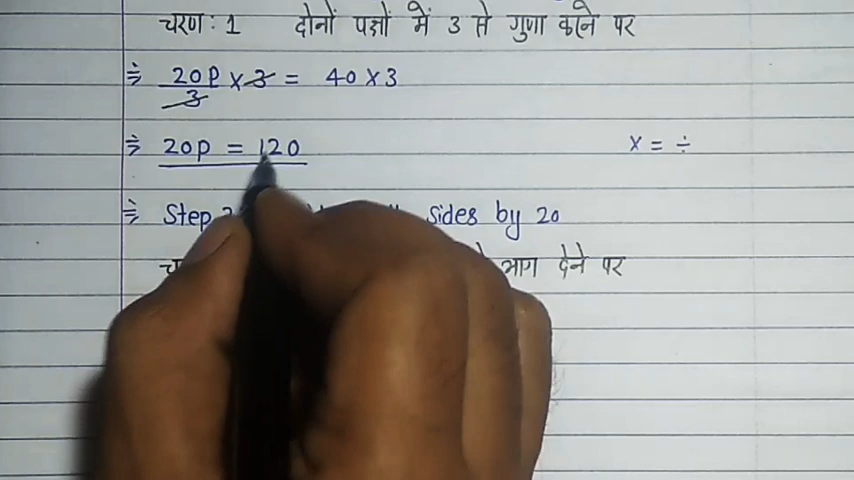 चरण : 1 दोनों पक्षों में 3 से गुणा करने पर
⇒ 20P/3 × 3 = 40 × 3
⇒ 20P = 120 x = ÷
⇒ Step sides by 20
भाग देने पर